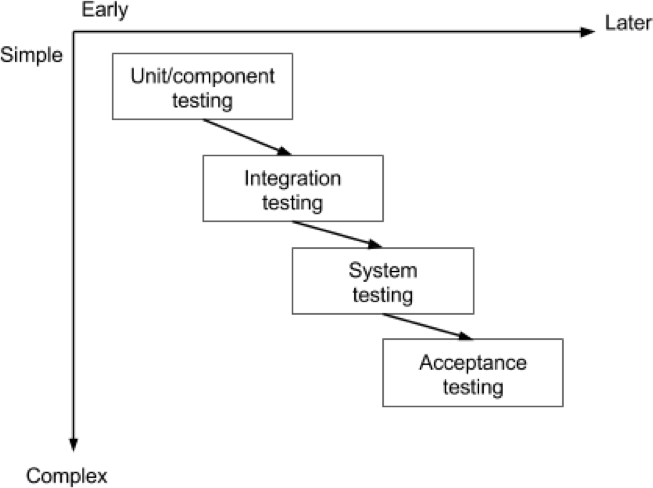 Early
Later
Simple
Unit/component
testing
Integration
testing
System
testing
Acceptance
testing
Complex